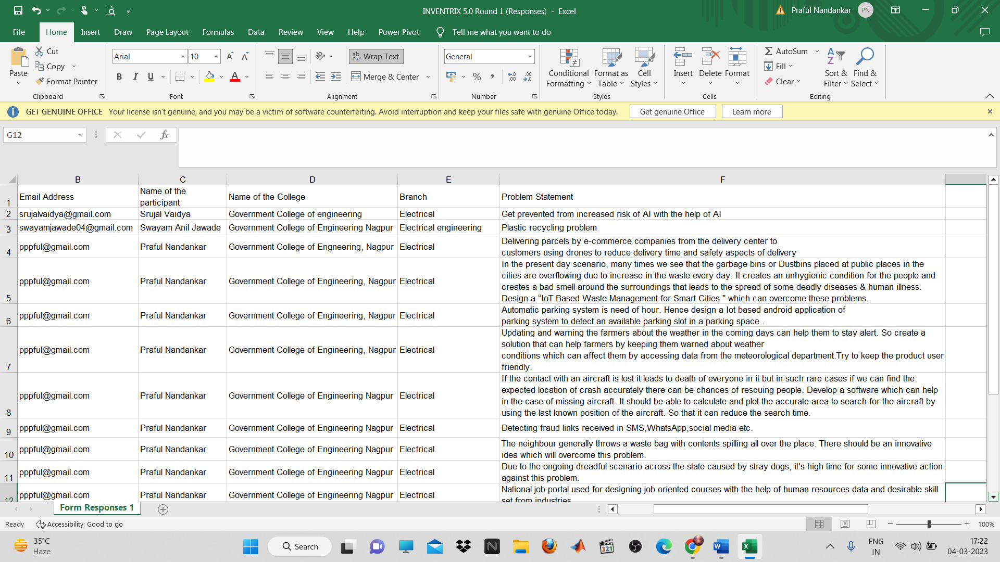 INVENTRIX 5.0 Round 1 (Responses) - Excel
Praful Nandankar
PN
File Home Insert Draw Page Layout Formulas Data Review View Help Power Pivot Tell me what you want to do
Paste
Cut
Copy
Format Painter
Clipboard
Arial 10
B I U
Font
Wrap Text
Merge & Center
Alignment
General
Number
Conditional
Formatting
Format as
Table
Cell
Styles
Styles
Insert
Delete
Format
Cells
AutoSum
Fill
Clear
Sort &
Filter
Find &
Select
Editing
GET GENUINE OFFICE Your license isn't genuine, and you may be a victim of software counterfeiting. Avoid interruption and keep your files safe with genuine Office today. Get genuine Office Learn more
G12
fx
B C D E F
1 Email Address Name of the
participant Name of the College Branch Problem Statement
2 srujalvaidya@gmail.com Srujal Vaidya Government College of engineering Electrical Get prevented from increased risk of AI with the help of AI
3 swayamjawade04@gmail.com Swayam Anil Jawade Government College of Engineering Nagpur Electrical engineering Plastic recycling problem
4 pppful@gmail.com Praful Nandankar Government College of Engneering, Nagpur Electrical Delivering parcels by e-commerce companies from the delivery center to
customers using drones to reduce delivery time and safety aspects of delivery
5 pppful@gmail.com Praful Nandankar Government College of Engineering, Nagpur Electrical In the present day scenario, many times we see that the garbage bins or Dustbins placed at public places in the
cities are overflowing due to increase in the waste every day. It creates an unhygienic condition for the people and
creates a bad smell around the surroundings that leads to the spread of some deadly diseases & human illness.
Design a “IoT Based Waste Management for Smart Cities " which can overcome these problems.
6 pppful@gmail.com Praful Nandankar Government College of Engineering, Nagpur Electrical Automatic parking system is need of hour. Hence design a Iot based android application of
parking system to detect an available parking slot in a parking space .
7 pppful@gmail.com Praful Nandankar Government College of Engineering, Nagpur Electrical Updating and warning the farmers about the weather in the coming days can help them to stay alert. So create a
solution that can help farmers by keeping them warned about weather
conditions which can affect them by accessing data from the meteorological department.Try to keep the product user
friendly.
8 pppful@gmail.com Praful Nandankar Government College of Engineering Nagpur Electrical If the contact with an aircraft is lost it leads to death of everyone in it but in such rare cases if we can find the
expected location of crash accurately there can be chances of rescuing people. Develop a software which can help
in the case of missing aircraft .It should be able to calculate and plot the accurate area to search for the aircraft by
using the last known position of the aircraft. So that it can reduce the search time.
9 pppful@gmail.com Praful Nandankar Government College of Engineering Nagpur Electrical Detecting fraud links received in SMS,WhatsApp,social media etc.
10 pppful@gmail.com Praful Nandankar Government College of Engineering Nagpur Electrical The neighbour generally throws a waste bag with contents spilling all over the place. There should be an innovative
idea which will overcome this problem.
11 pppful@gmail.com Praful Nandankar Government College of Engineering Nagpur Electrical Due to the ongoing dreadful scenario across the state caused by stray dogs, it’s high time for some innovative action
against this problem.
12 pppful@gmail.com Praful Nandankar Government College of Engineering Nagpur Electrical National job portal used for designing job oriented courses with the help of human resources data and desirable skill
set from industries
Form Responses 1
Ready Accessibility: Good to go 100%
35°C
Haze
Search
ENG
IN
17:22
04-03-2023